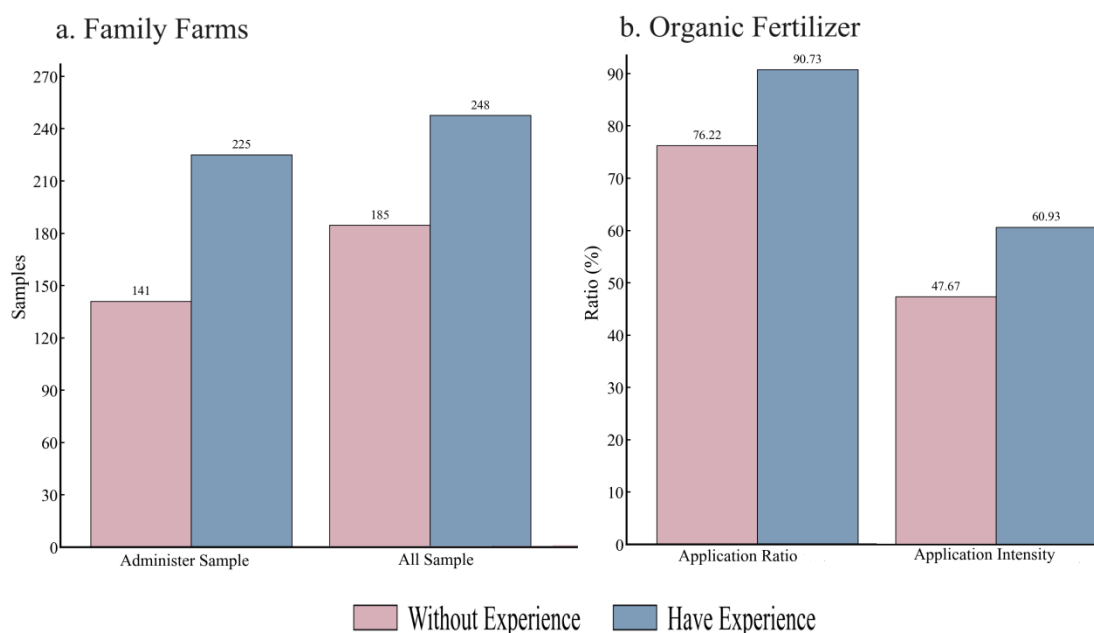 a. Family Farms
270
240
210
180
150
120
90
60
30
0
Samples
141
225
185
248
Administer Sample
All Sample
b. Organic Fertilizer
90
80
70
60
50
40
30
20
10
0
Ratio (%)
76.22
90.73
47.67
60.93
Application Ratio
Application Intensity
Without Experience
Have Experience